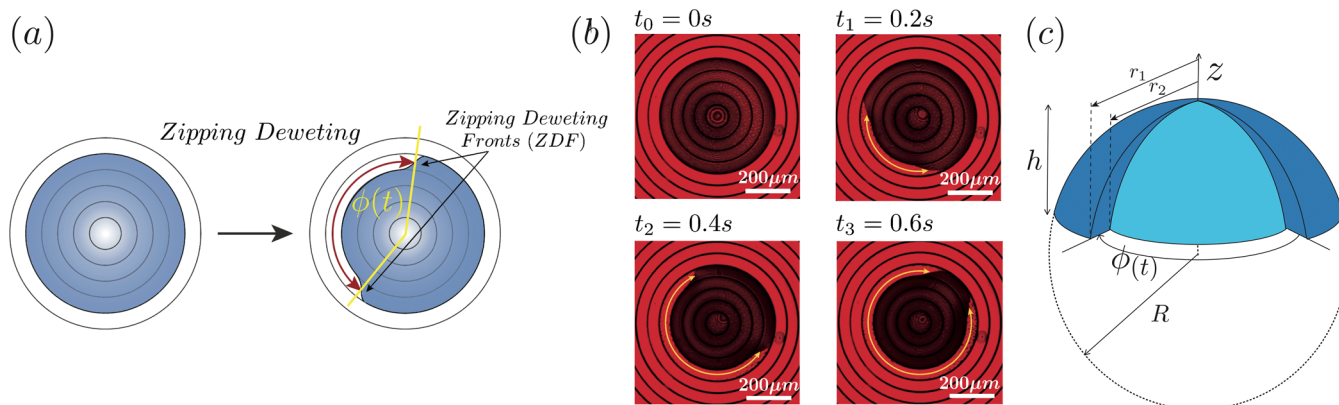 (a)
Zipping Deweting
Zipping Deweting
Fronts (ZDF)
ϕ(t)
(b)
t₀ = 0s
200μm
t₁ = 0.2s
200μm
t₂ = 0.4s
200μm
t₃ = 0.6s
200μm
(c)
r₁
z
r₂
h
ϕ(t)
R